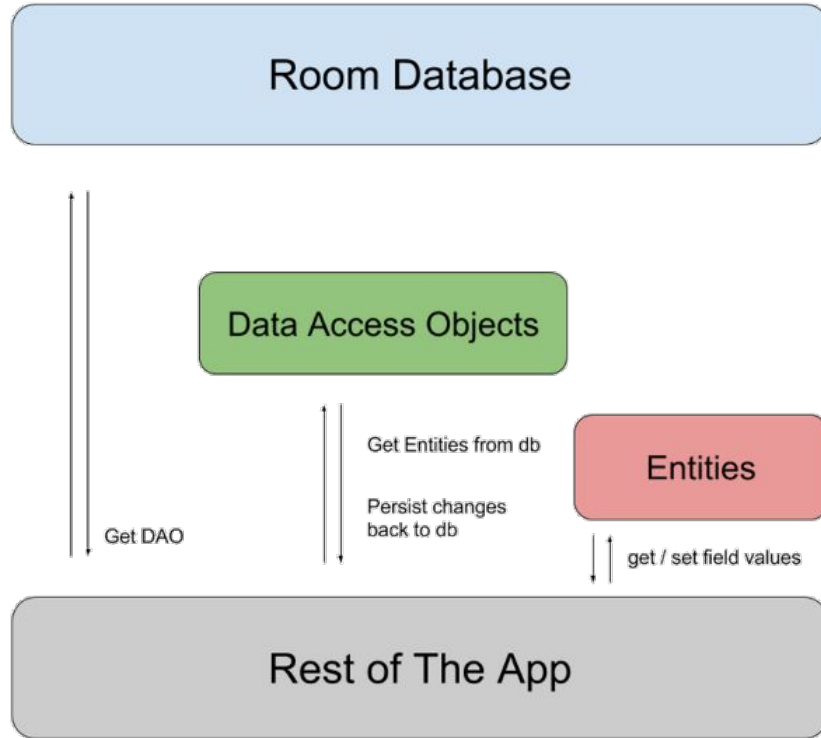 Room Database
Data Access Objects
Get Entities from db
Entities
Persist changes
back to db
Get DAO
get / set field values
Rest of The App